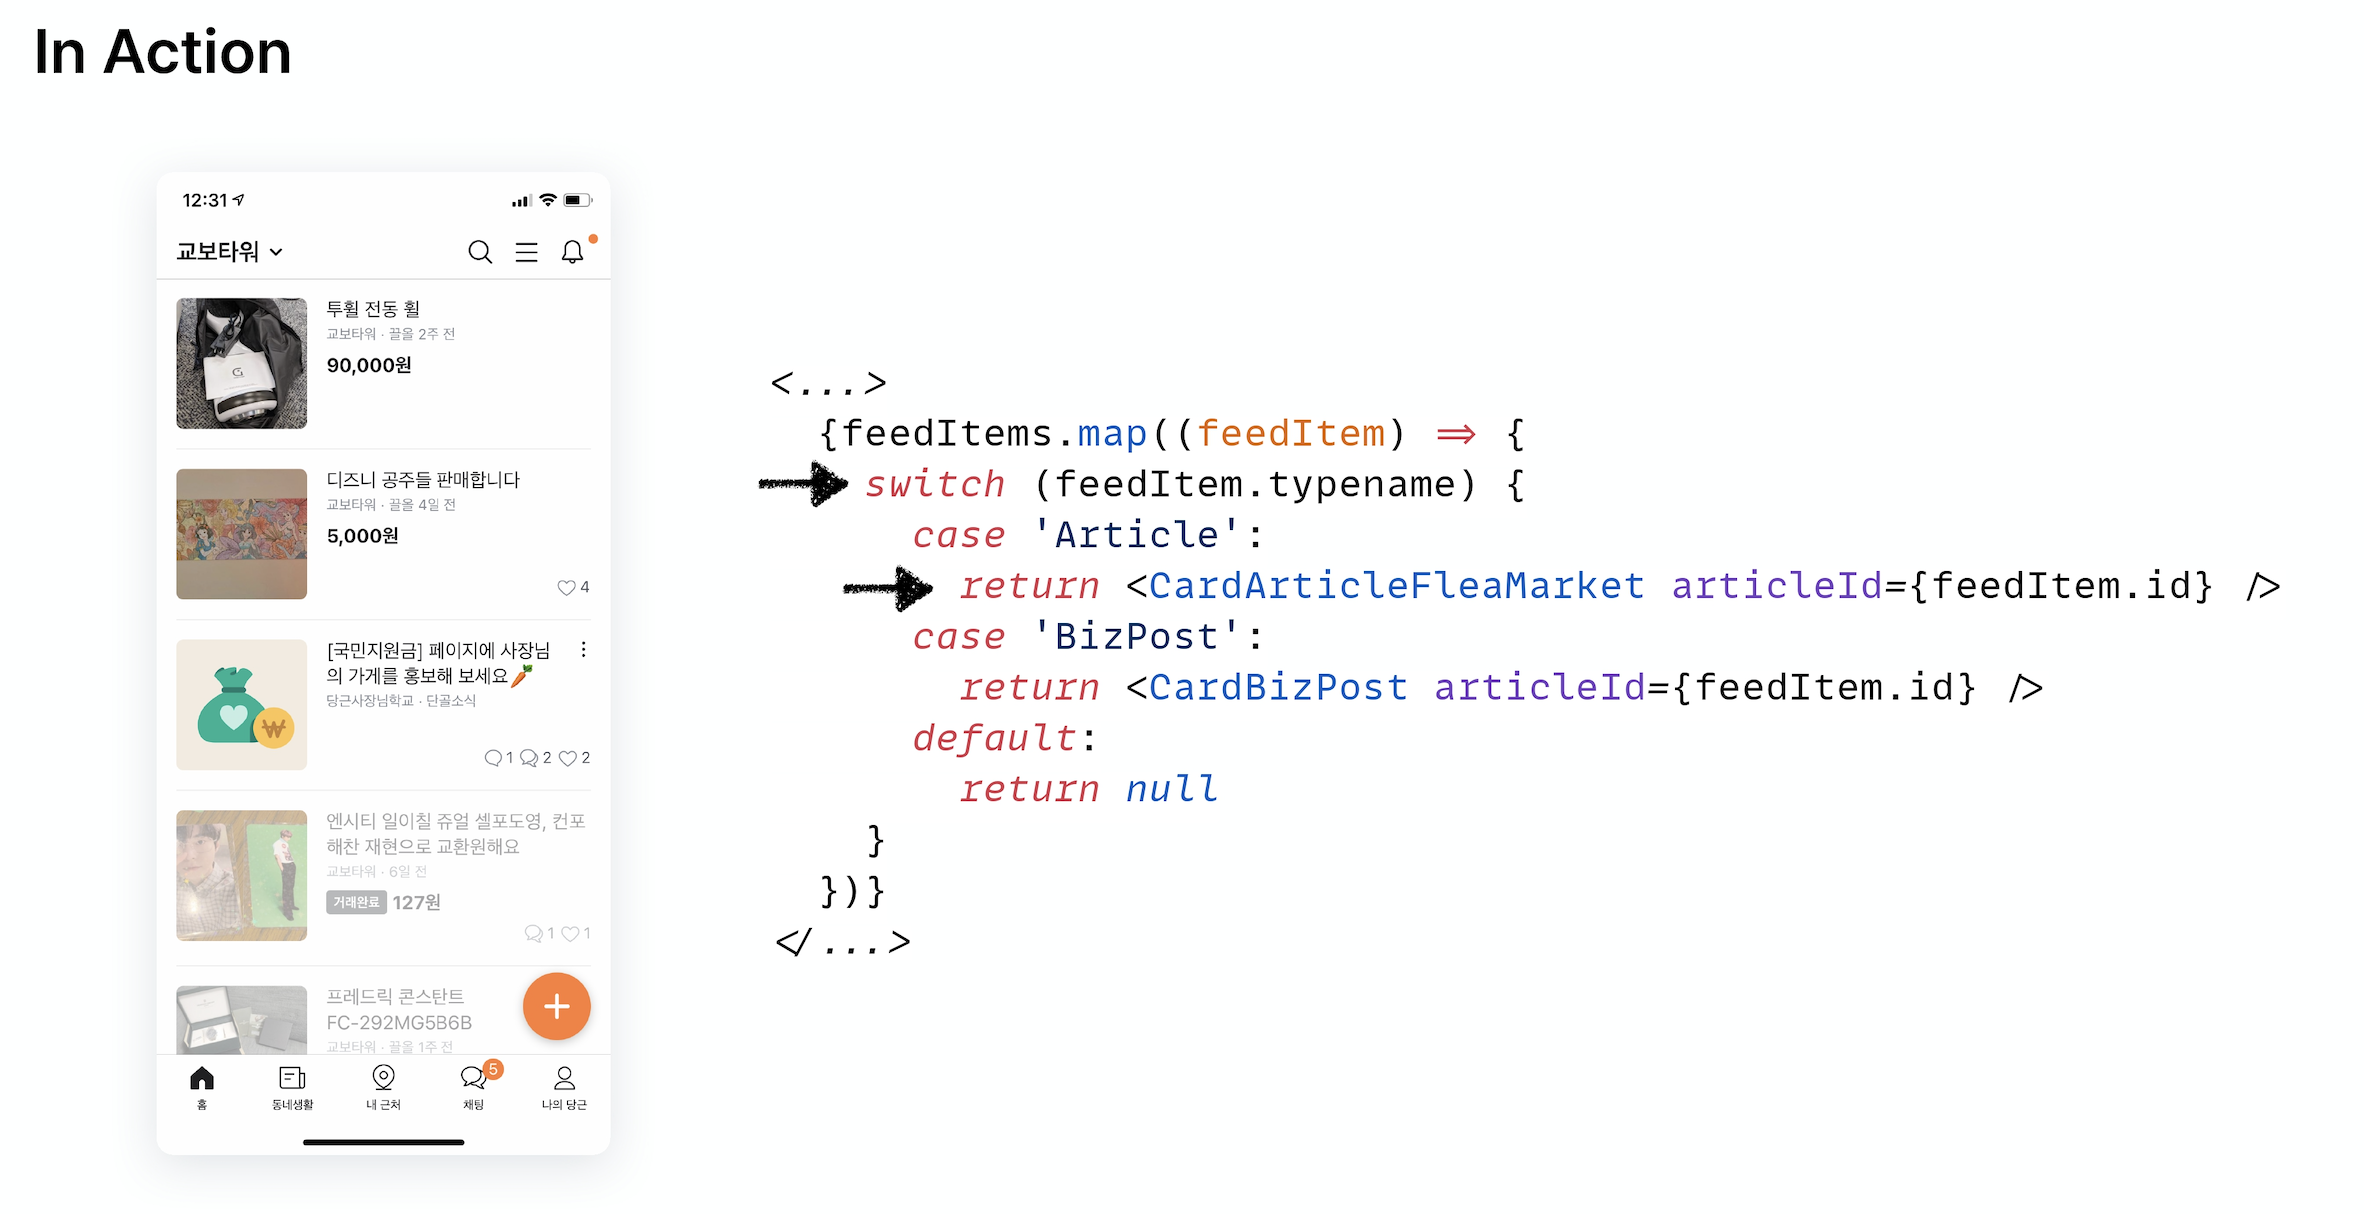 In Action
12:31
교보타워
투휠 전동 휠
교보타워 · 끌올 2주 전
90,000원
디즈니 공주들 판매합니다
교보타워 · 끌올 4일 전
5,000원
4
[국민지원금] 페이지에 사장님
의 가게를 홍보해 보세요🥕
당근사장님학교 · 단골소식
1 2 2
엔시티 일이칠 쥬얼 셀포도영, 컨포
해찬 재현으로 교환원해요
교보타워 · 6일 전
거래완료 127원
1 1
프레드릭 콘스탄트
FC-292MG5B6B
교보타워 · 끌올 1주 전
5
홈 동네생활 내 근처 채팅 나의 당근
<...>
{feedItems.map((feedItem) => {
switch (feedItem.typename) {
case 'Article':
return <CardArticleFleaMarket articleId={feedItem.id} />
case 'BizPost':
return <CardBizPost articleId={feedItem.id} />
default:
return null
}
})}
</...>